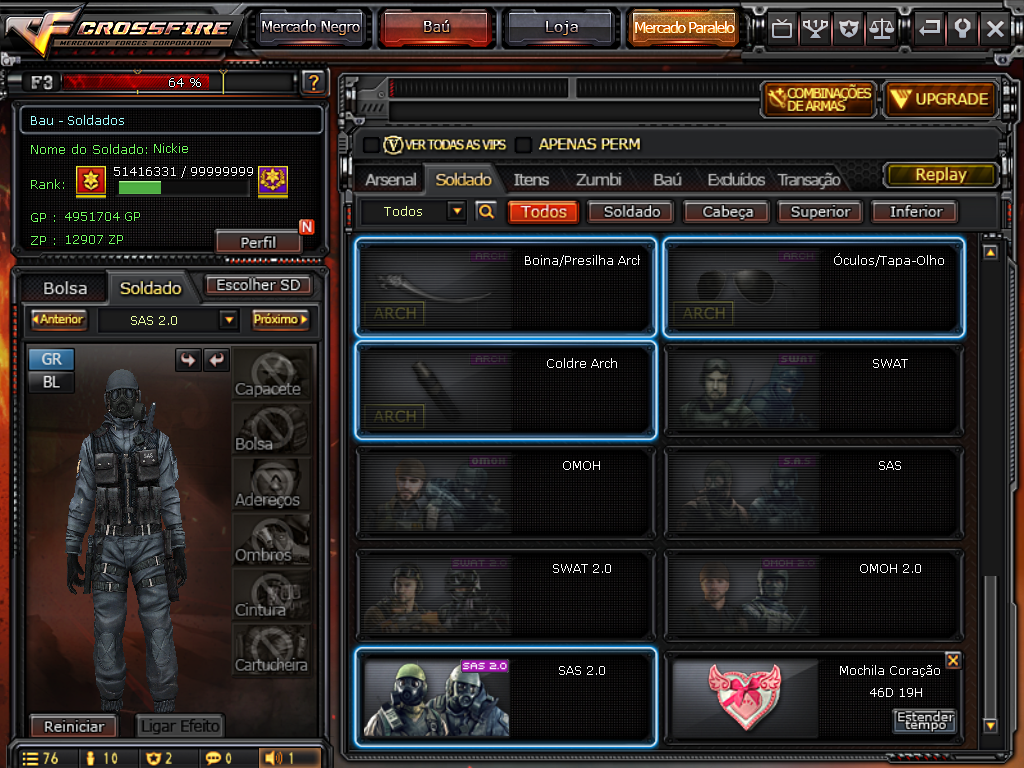 CROSSFIRE
MERCENARY FORCES CORPORATION
Mercado Negro
Baú
Loja
Mercado Paralelo
F3
64 %
?
COMBINAÇÕES
DE ARMAS
UPGRADE
Bau - Soldados
Nome do Soldado: Nickie
Rank: 51416331 / 99999999
GP : 4951704 GP
ZP : 12907 ZP
Perfil
N
VER TODAS AS VIPS
APENAS PERM
Arsenal
Soldado
Itens
Zumbi
Baú
Exduídos
Transação
Replay
Todos
Todos
Soldado
Cabeça
Superior
Inferior
Bolsa
Soldado
Escolher SD
Anterior
SAS 2.0
Próximo
GR
BL
SAS
Capacete
Bolsa
Adereços
Ombros
Cintura
Cartucheira
Reiniciar
Ligar Efeito
76
10
2
0
1
ARCH
Boina/Presilha Arch
ARCH
ARCH
Óculos/Tapa-Olho
ARCH
ARCH
Coldre Arch
ARCH
SWAT
SWAT
OMOH
OMOH
S.A.S
SAS
SWAT 2.0
SWAT 2.0
OMOH 2.0
OMOH 2.0
SAS 2.0
SAS 2.0
Mochila Coração
46D 19H
Estender
tempo